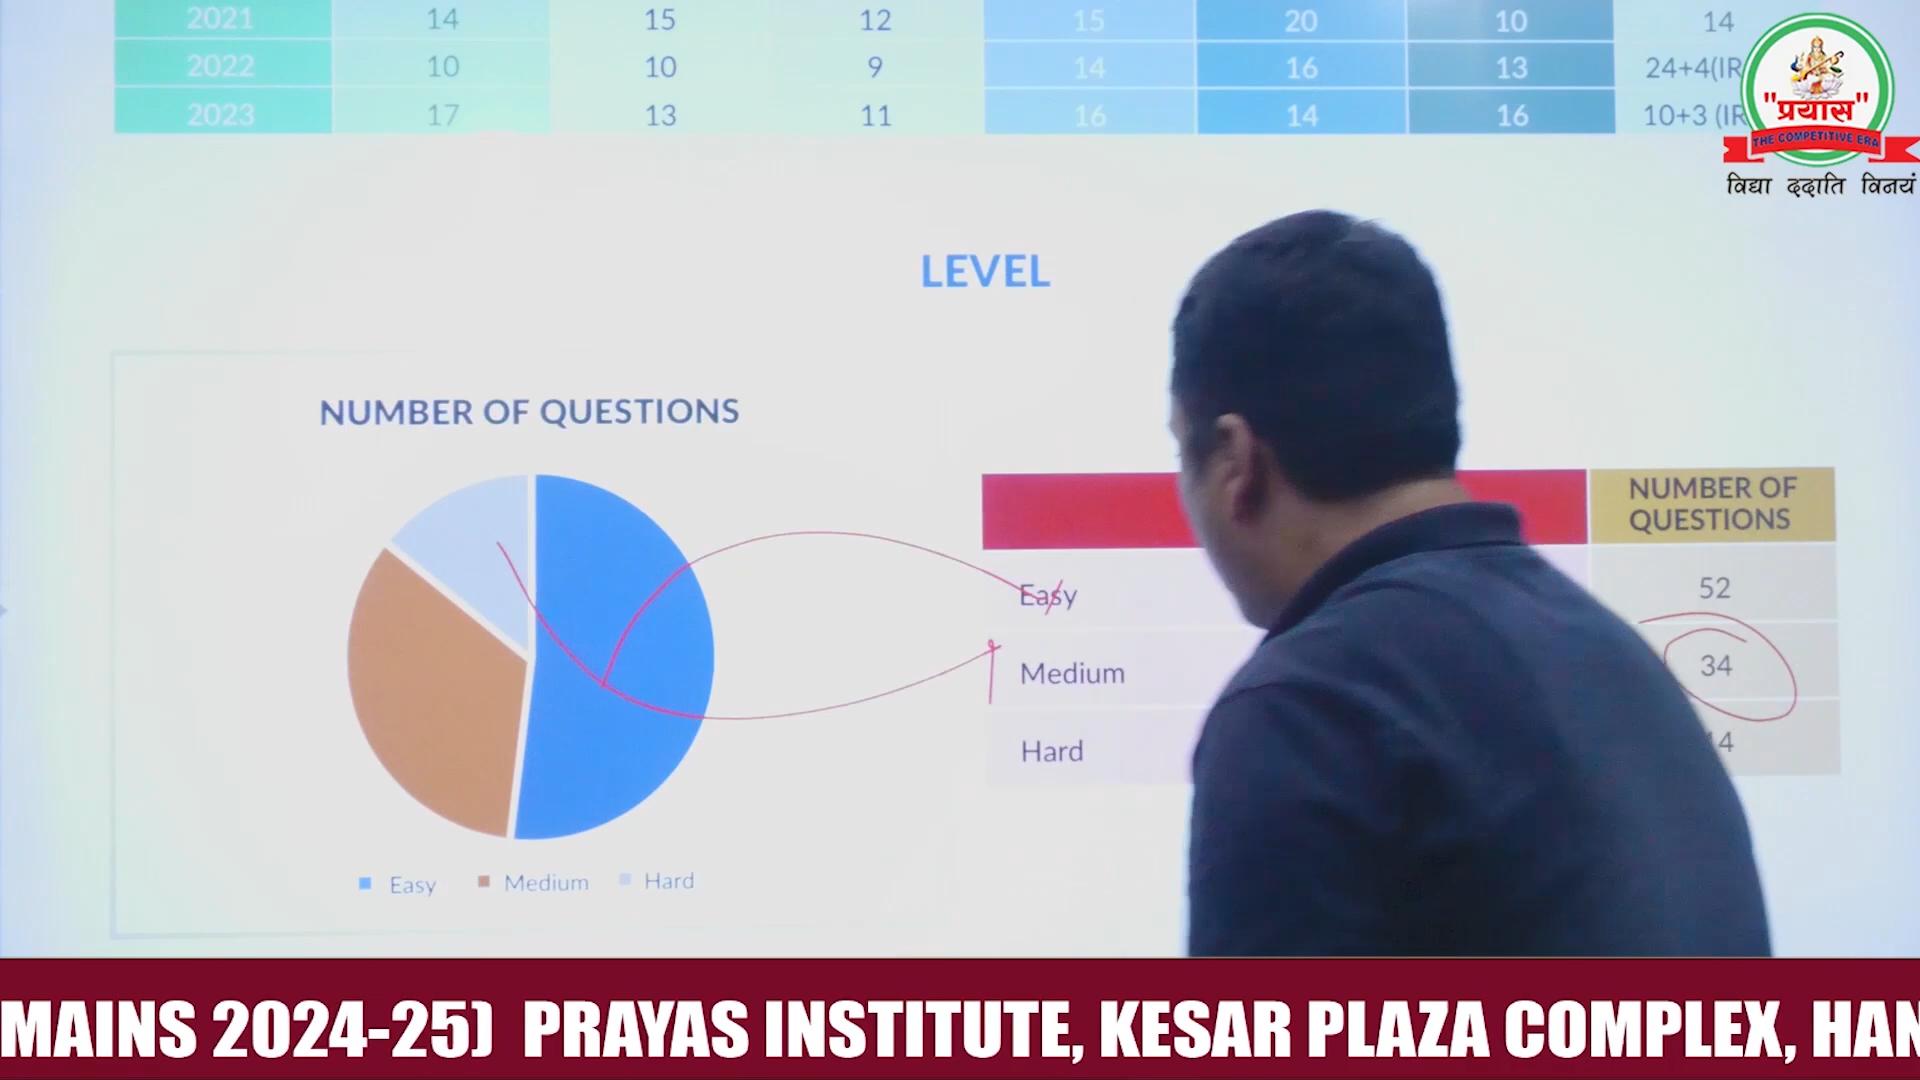 2021 14 15 12 15 20 10 14
2022 10 10 9 14 16 13 24+4(IR
2023 17 13 11 16 14 16 10+3 (IR
"प्रयास"
THE COMPETITIVE ERA
विद्या ददाति विनयं
LEVEL
NUMBER OF QUESTIONS
Easy Medium Hard
NUMBER OF
QUESTIONS
Easy 52
Medium 34
Hard 14
MAINS 2024-25) PRAYAS INSTITUTE, KESAR PLAZA COMPLEX, HAN